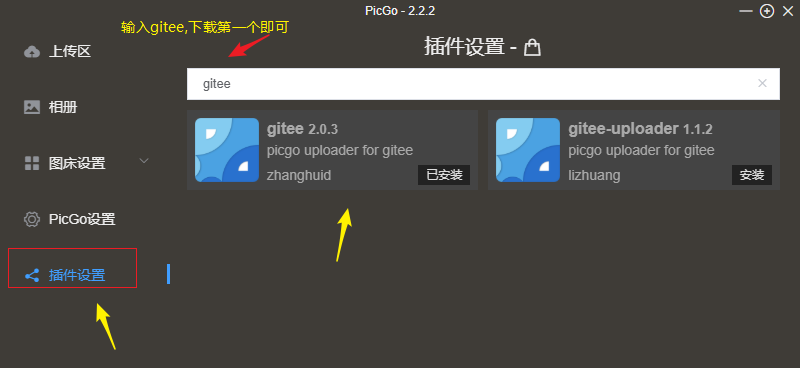 PicGo - 2.2.2
输入gitee,下载第一个即可
上传区
相册
图床设置
PicGo设置
插件设置
插件设置 -
gitee
gitee 2.0.3
picgo uploader for gitee
zhanghuid
已安装
gitee-uploader 1.1.2
picgo uploader for gitee
lizhuang
安装